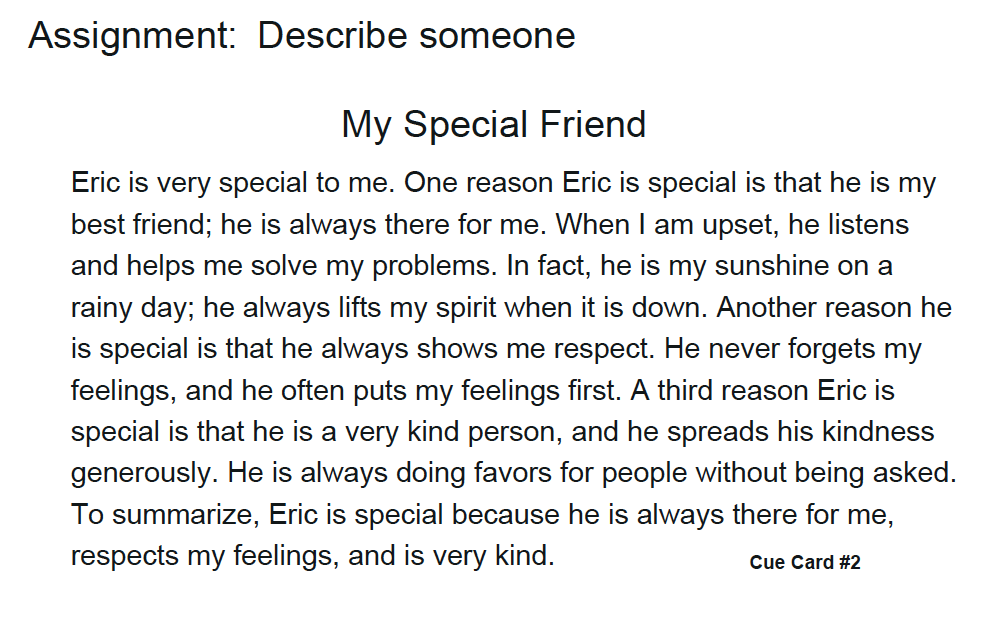 Assignment: Describe someone
My Special Friend
Eric is very special to me. One reason Eric is special is that he is my
best friend; he is always there for me. When I am upset, he listens
and helps me solve my problems. In fact, he is my sunshine on a
rainy day; he always lifts my spirit when it is down. Another reason he
is special is that he always shows me respect. He never forgets my
feelings, and he often puts my feelings first. A third reason Eric is
special is that he is a very kind person, and he spreads his kindness
generously. He is always doing favors for people without being asked.
To summarize, Eric is special because he is always there for me,
respects my feelings, and is very kind.
Cue Card #2